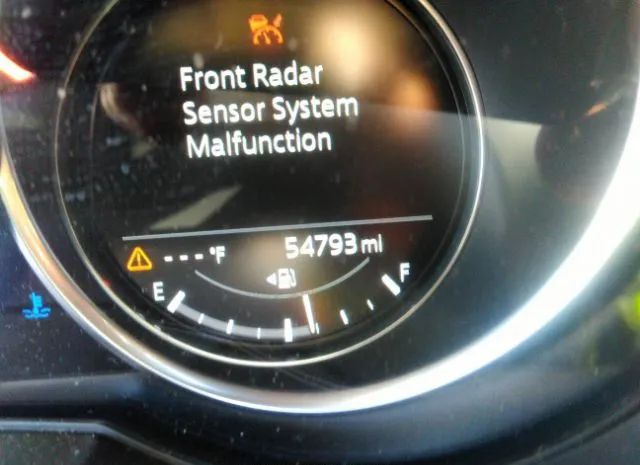 Front Radar
Sensor System
Malfunction
---°F 54793 mi
E F